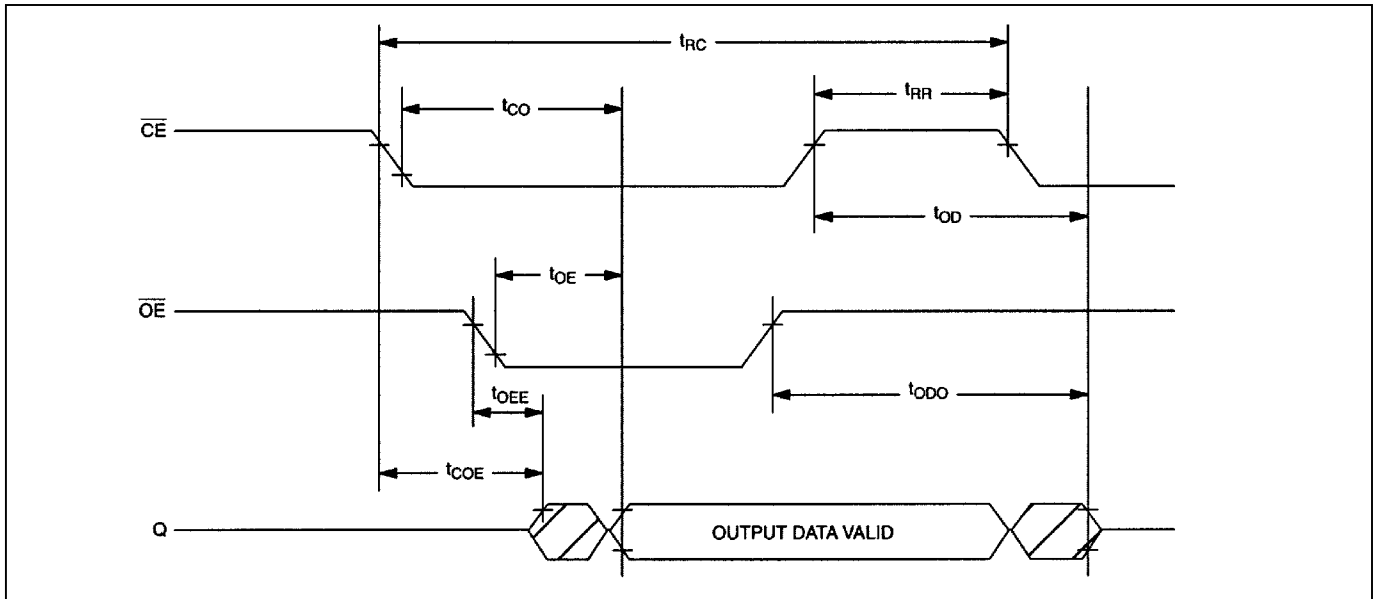 tRC
tRR
tCO
CE
tOD
tOE
OE
tOEE
tODO
tCOE
Q
OUTPUT DATA VALID